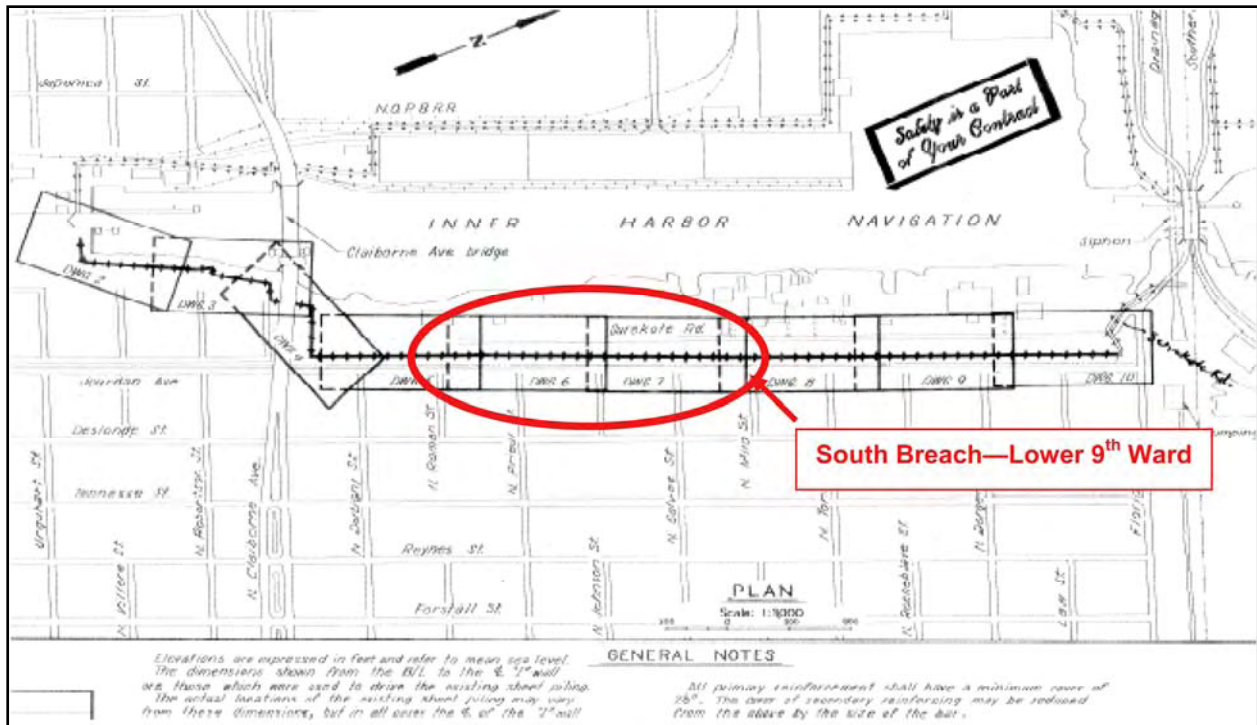 N
N.O.P.B.R.R.
Safety is a Part
of Your Contract
INNER HARBOR NAVIGATION
Claiborne Ave bridge
Siphon
DWG. 2
DWG. 3
DWG. 4
Surekote Rd.
Surekote Rd.
Jourdan Ave
DWG. 6
DWG. 7
DWG. 8
DWG. 9
DWG. 10
Deslonde St.
South Breach—Lower 9th Ward
Tennessee St.
Urquhart St
N. Robertson St.
N. Claiborne Ave.
N. Derbigny St
N. Roman St
N. Prieur
N. Galvez St
N. Miro St
N. Villere St
Reynes St.
N. Johnson St
N. Rocheblave St
Law St
Forstall St.
PLAN
Scale: 1:3000
GENERAL NOTES
Elevations are expressed in feet and refer to mean sea level.
The dimensions shown from the B/L to the ℄ "I" wall
are those which were used to drive the existing sheet piling.
The actual locations of the existing sheet piling may vary
from these dimensions, but in all cases the ℄ of the "I" wall
All primary reinforcement shall have a minimum cover of
The cover of secondary reinforcing may be reduced
from the above by the size of the bar.